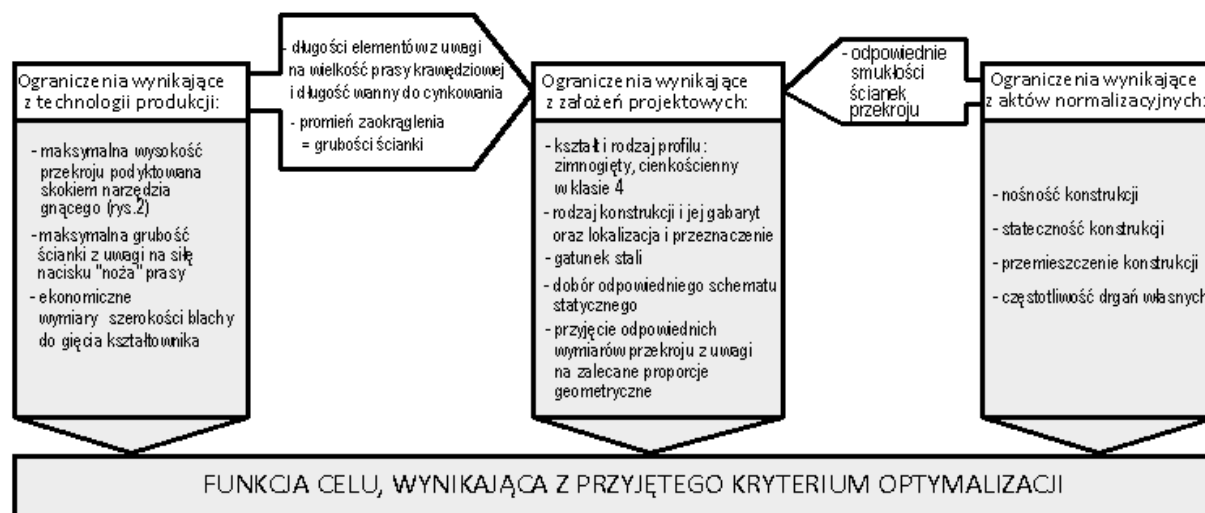 Ograniczenia wynikające
z technologii produkcji:
- maksymalna wysokość
przekroju podyktowana
skokiem narzędzia
gnącego (rys.2)
- maksymalna grubość
ścianki z uwagi na siłę
nacisku "noża" prasy
- ekonomiczne
wymiary szerokości blachy
do gięcia kształtownika
- długości elementów z uwagi
na wielkość prasy krawędziowej
i długość wanny do cynkowania
- promień zaokrąglenia
= grubości ścianki
Ograniczenia wynikające
z założeń projektowych:
- kształt i rodzaj profilu:
zimnogięty, cienkościenny
w klasie 4
- rodzaj konstrukcji i jej gabaryt
oraz lokalizacja i przeznaczenie
- gatunek stali
- dobór odpowiedniego schematu
statycznego
- przyjęcie odpowiednich
wymiarów przekroju z uwagi
na zalecane proporcje
geometryczne
- odpowiednie
smukłości
ścianek
przekroju
Ograniczenia wynikające
z aktów normalizacyjnych:
- nośność konstrukcji
- stateczność konstrukcji
- przemieszczenie konstrukcji
- częstotliwość drgań własnych
FUNKCJA CELU, WYNIKAJĄCA Z PRZYJĘTEGO KRYTERIUM OPTYMALIZACJI